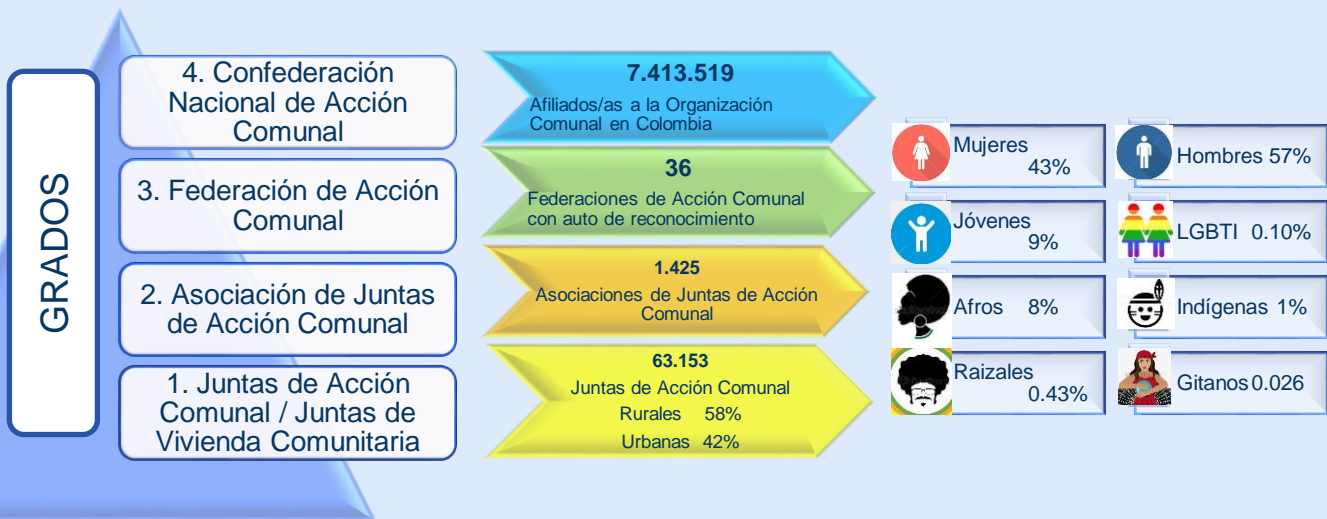 GRADOS
4. Confederación
Nacional de Acción
Comunal
3. Federación de Acción
Comunal
2. Asociación de Juntas
de Acción Comunal
1. Juntas de Acción
Comunal / Juntas de
Vivienda Comunitaria
7.413.519
Afiliados/as a la Organización
Comunal en Colombia
36
Federaciones de Acción Comunal
con auto de reconocimiento
1.425
Asociaciones de Juntas de Acción
Comunal
63.153
Juntas de Acción Comunal
Rurales 58%
Urbanas 42%
Mujeres
43%
Hombres 57%
Jóvenes
9%
LGBTI 0.10%
Afros 8%
Indígenas 1%
Raizales
0.43%
Gitanos 0.026